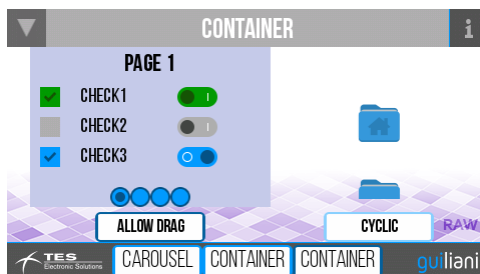 CONTAINER
i
PAGE 1
CHECK1
CHECK2
CHECK3
ALLOW DRAG
CYCLIC
RAW
TES
Electronic Solutions
CAROUSEL
CONTAINER
CONTAINER
guiliani